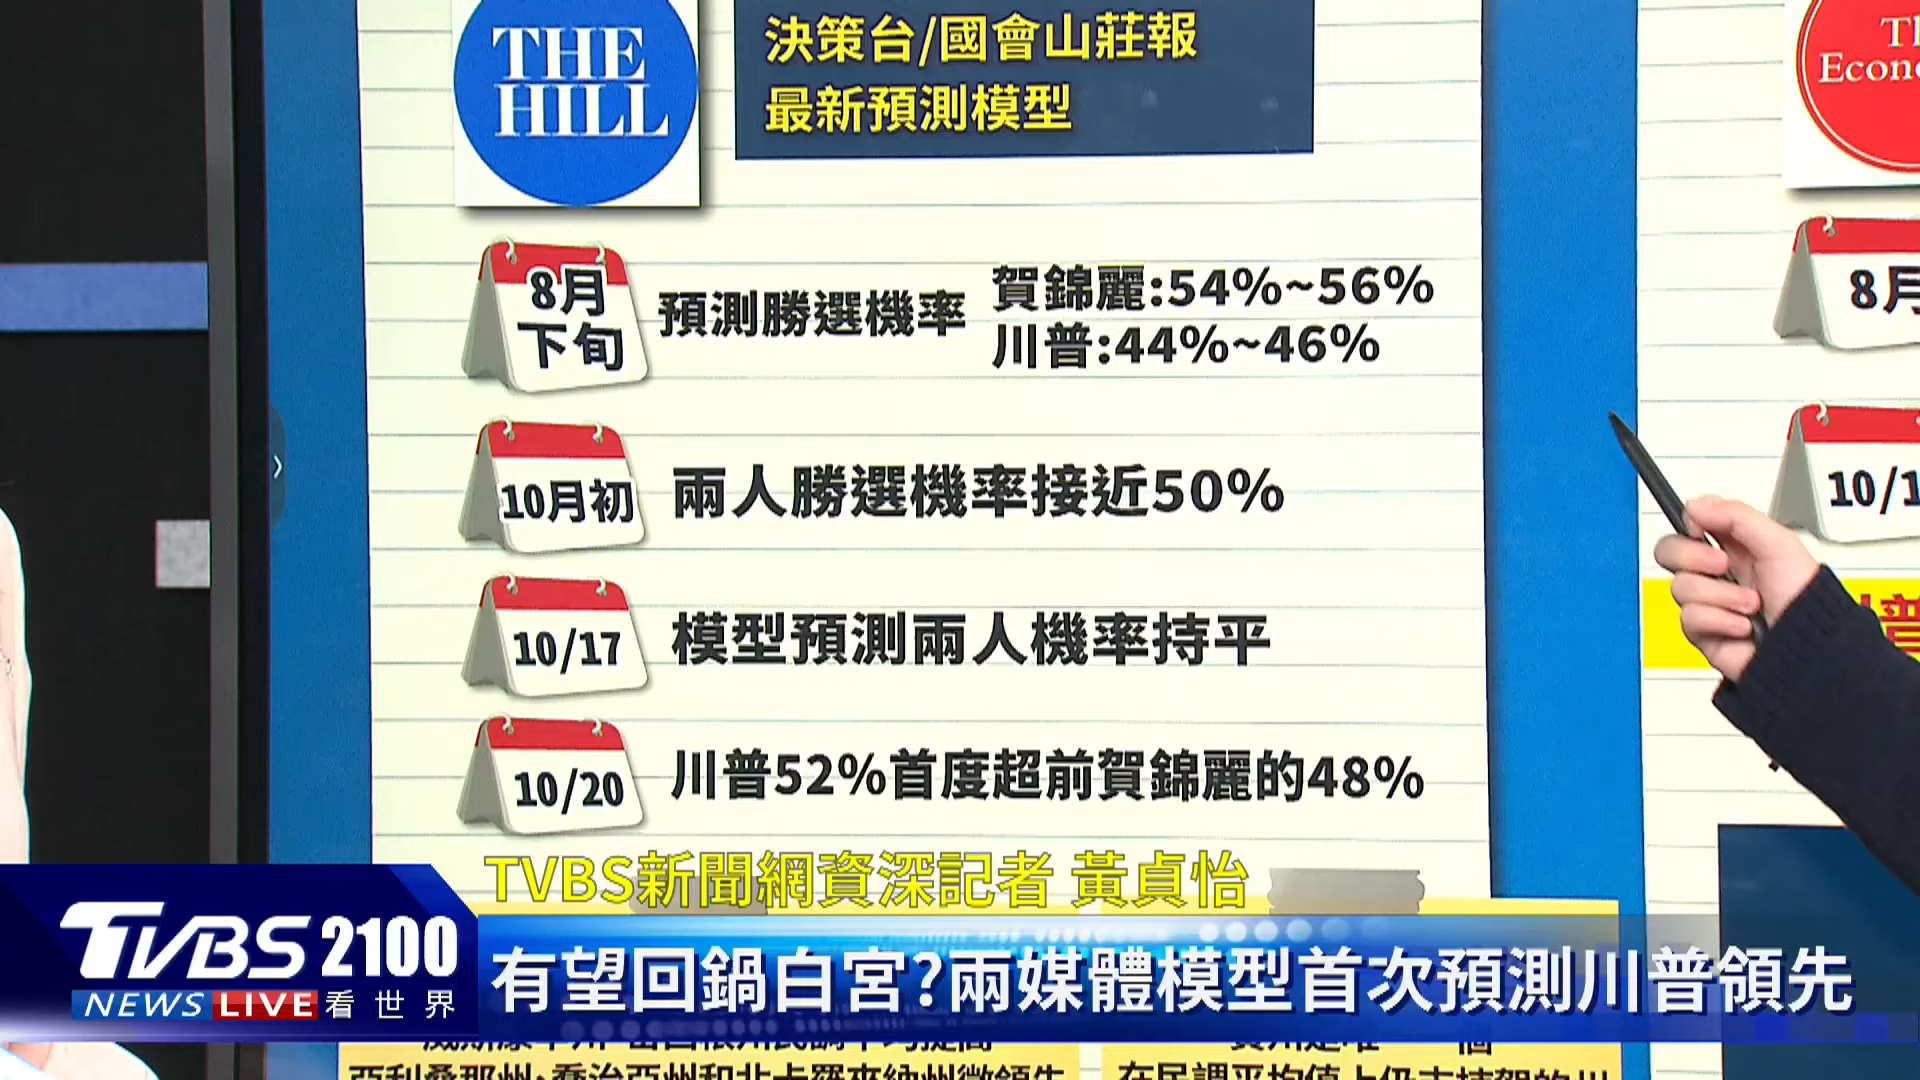 THE
HILL
決策台/國會山莊報
最新預測模型
8月
下旬
預測勝選機率
賀錦麗:54%~56%
川普:44%~46%
10月初
兩人勝選機率接近50%
10/17
模型預測兩人機率持平
10/20
川普52%首度超前賀錦麗的48%
8月
10/1
TVBS新聞網資深記者 黃貞怡
TVBS 2100
NEWS LIVE 看世界
有望回鍋白宮?兩媒體模型首次預測川普領先